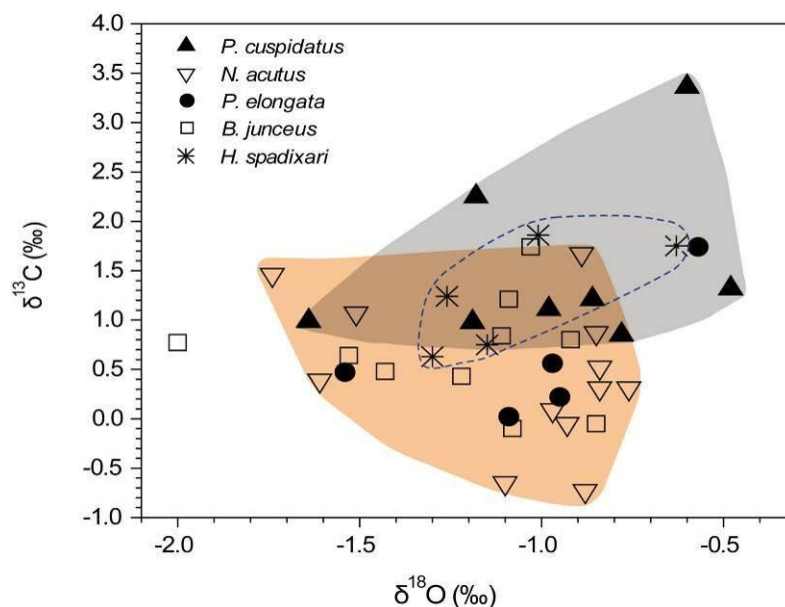 4.0
3.5
3.0
2.5
2.0
1.5
1.0
0.5
0.0
-0.5
-1.0
δ13C (‰)
P. cuspidatus
N. acutus
P. elongata
B. junceus
H. spadixari
-2.0 -1.5 -1.0 -0.5
δ18O (‰)